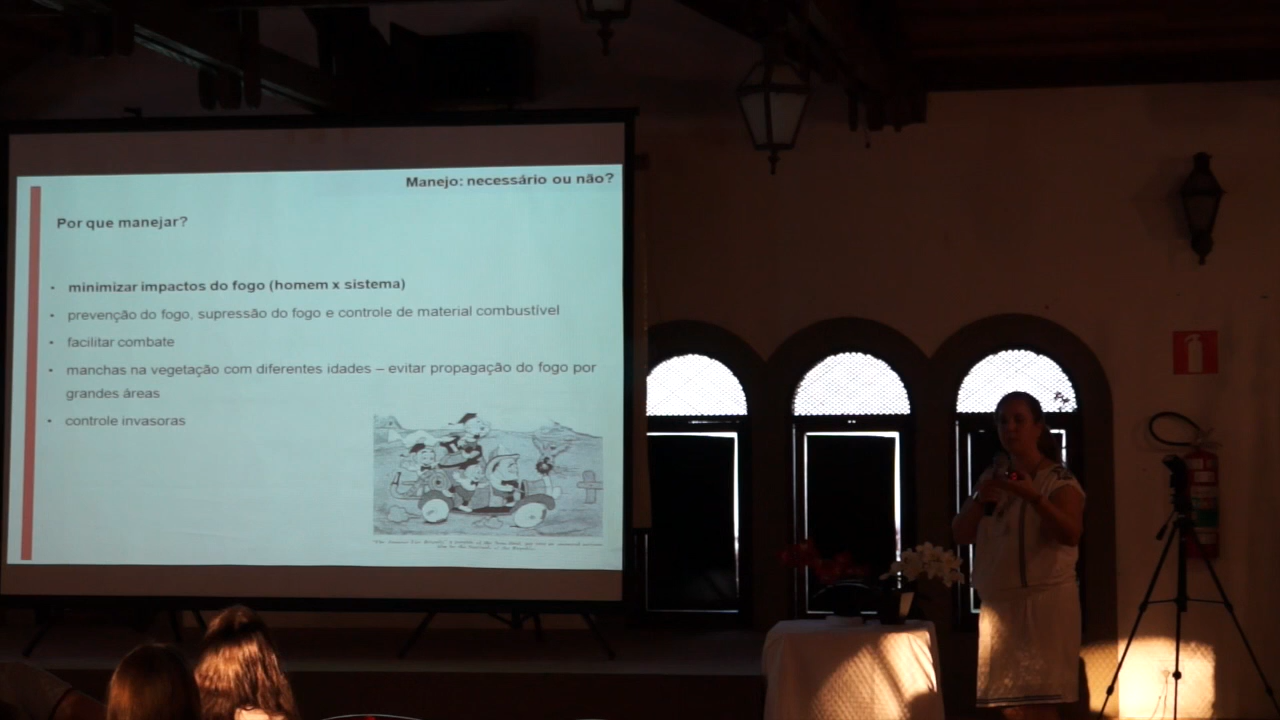 Manejo: necessário ou não?
Por que manejar?
• minimizar impactos do fogo (homem x sistema)
• prevenção do fogo, supressão do fogo e controle de material combustível
• facilitar combate
• manchas na vegetação com diferentes idades – evitar propagação do fogo por
grandes áreas
• controle invasoras